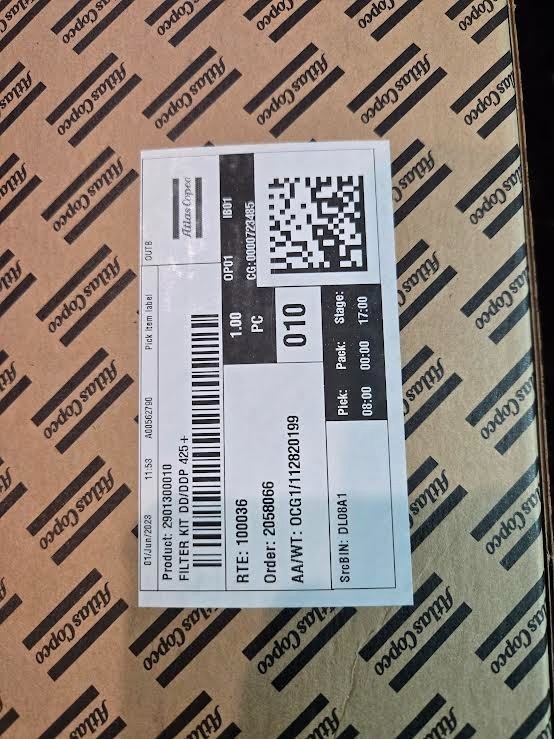 01/Jun/2023 11:53 A00562790 Pick item label OUTB
Atlas Copco
Product: 2901300010
FILTER KIT DD/DDP 425+
RTE: 100036
1.00
PC
OP01 IB01
CG:0000723485
Order: 2058066
010
AA/WT: OCG1/112820199
SrcBIN: DL08A1
Pick: Pack: Stage:
08:00 00:00 17:00
Atlas Copco